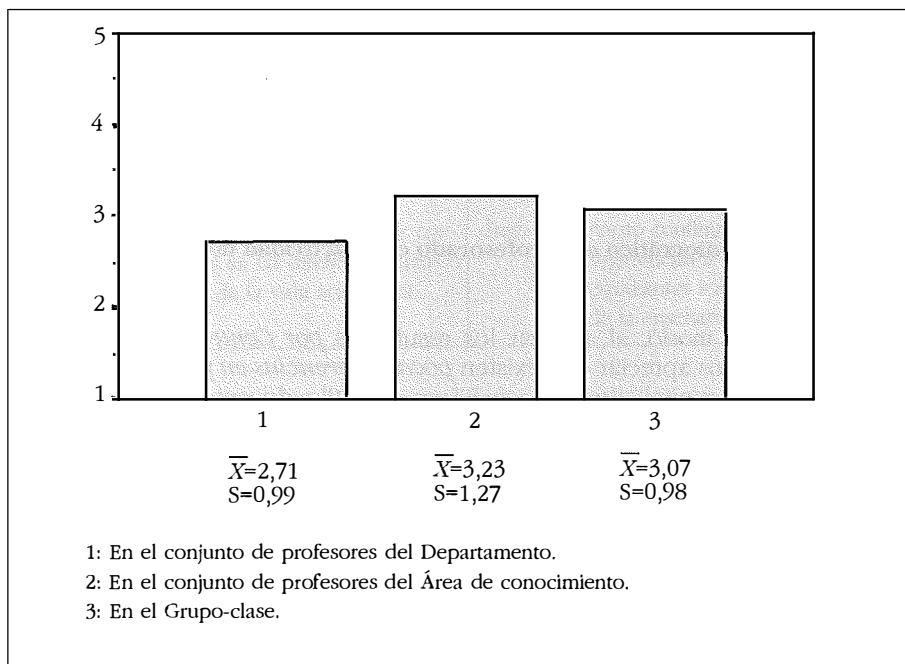 5
4
3
2
1
1 2 3
X̅=2,71 X̅=3,23 X̅=3,07
S=0,99 S=1,27 S=0,98
1: En el conjunto de profesores del Departamento.
2: En el conjunto de profesores del Área de conocimiento.
3: En el Grupo-clase.